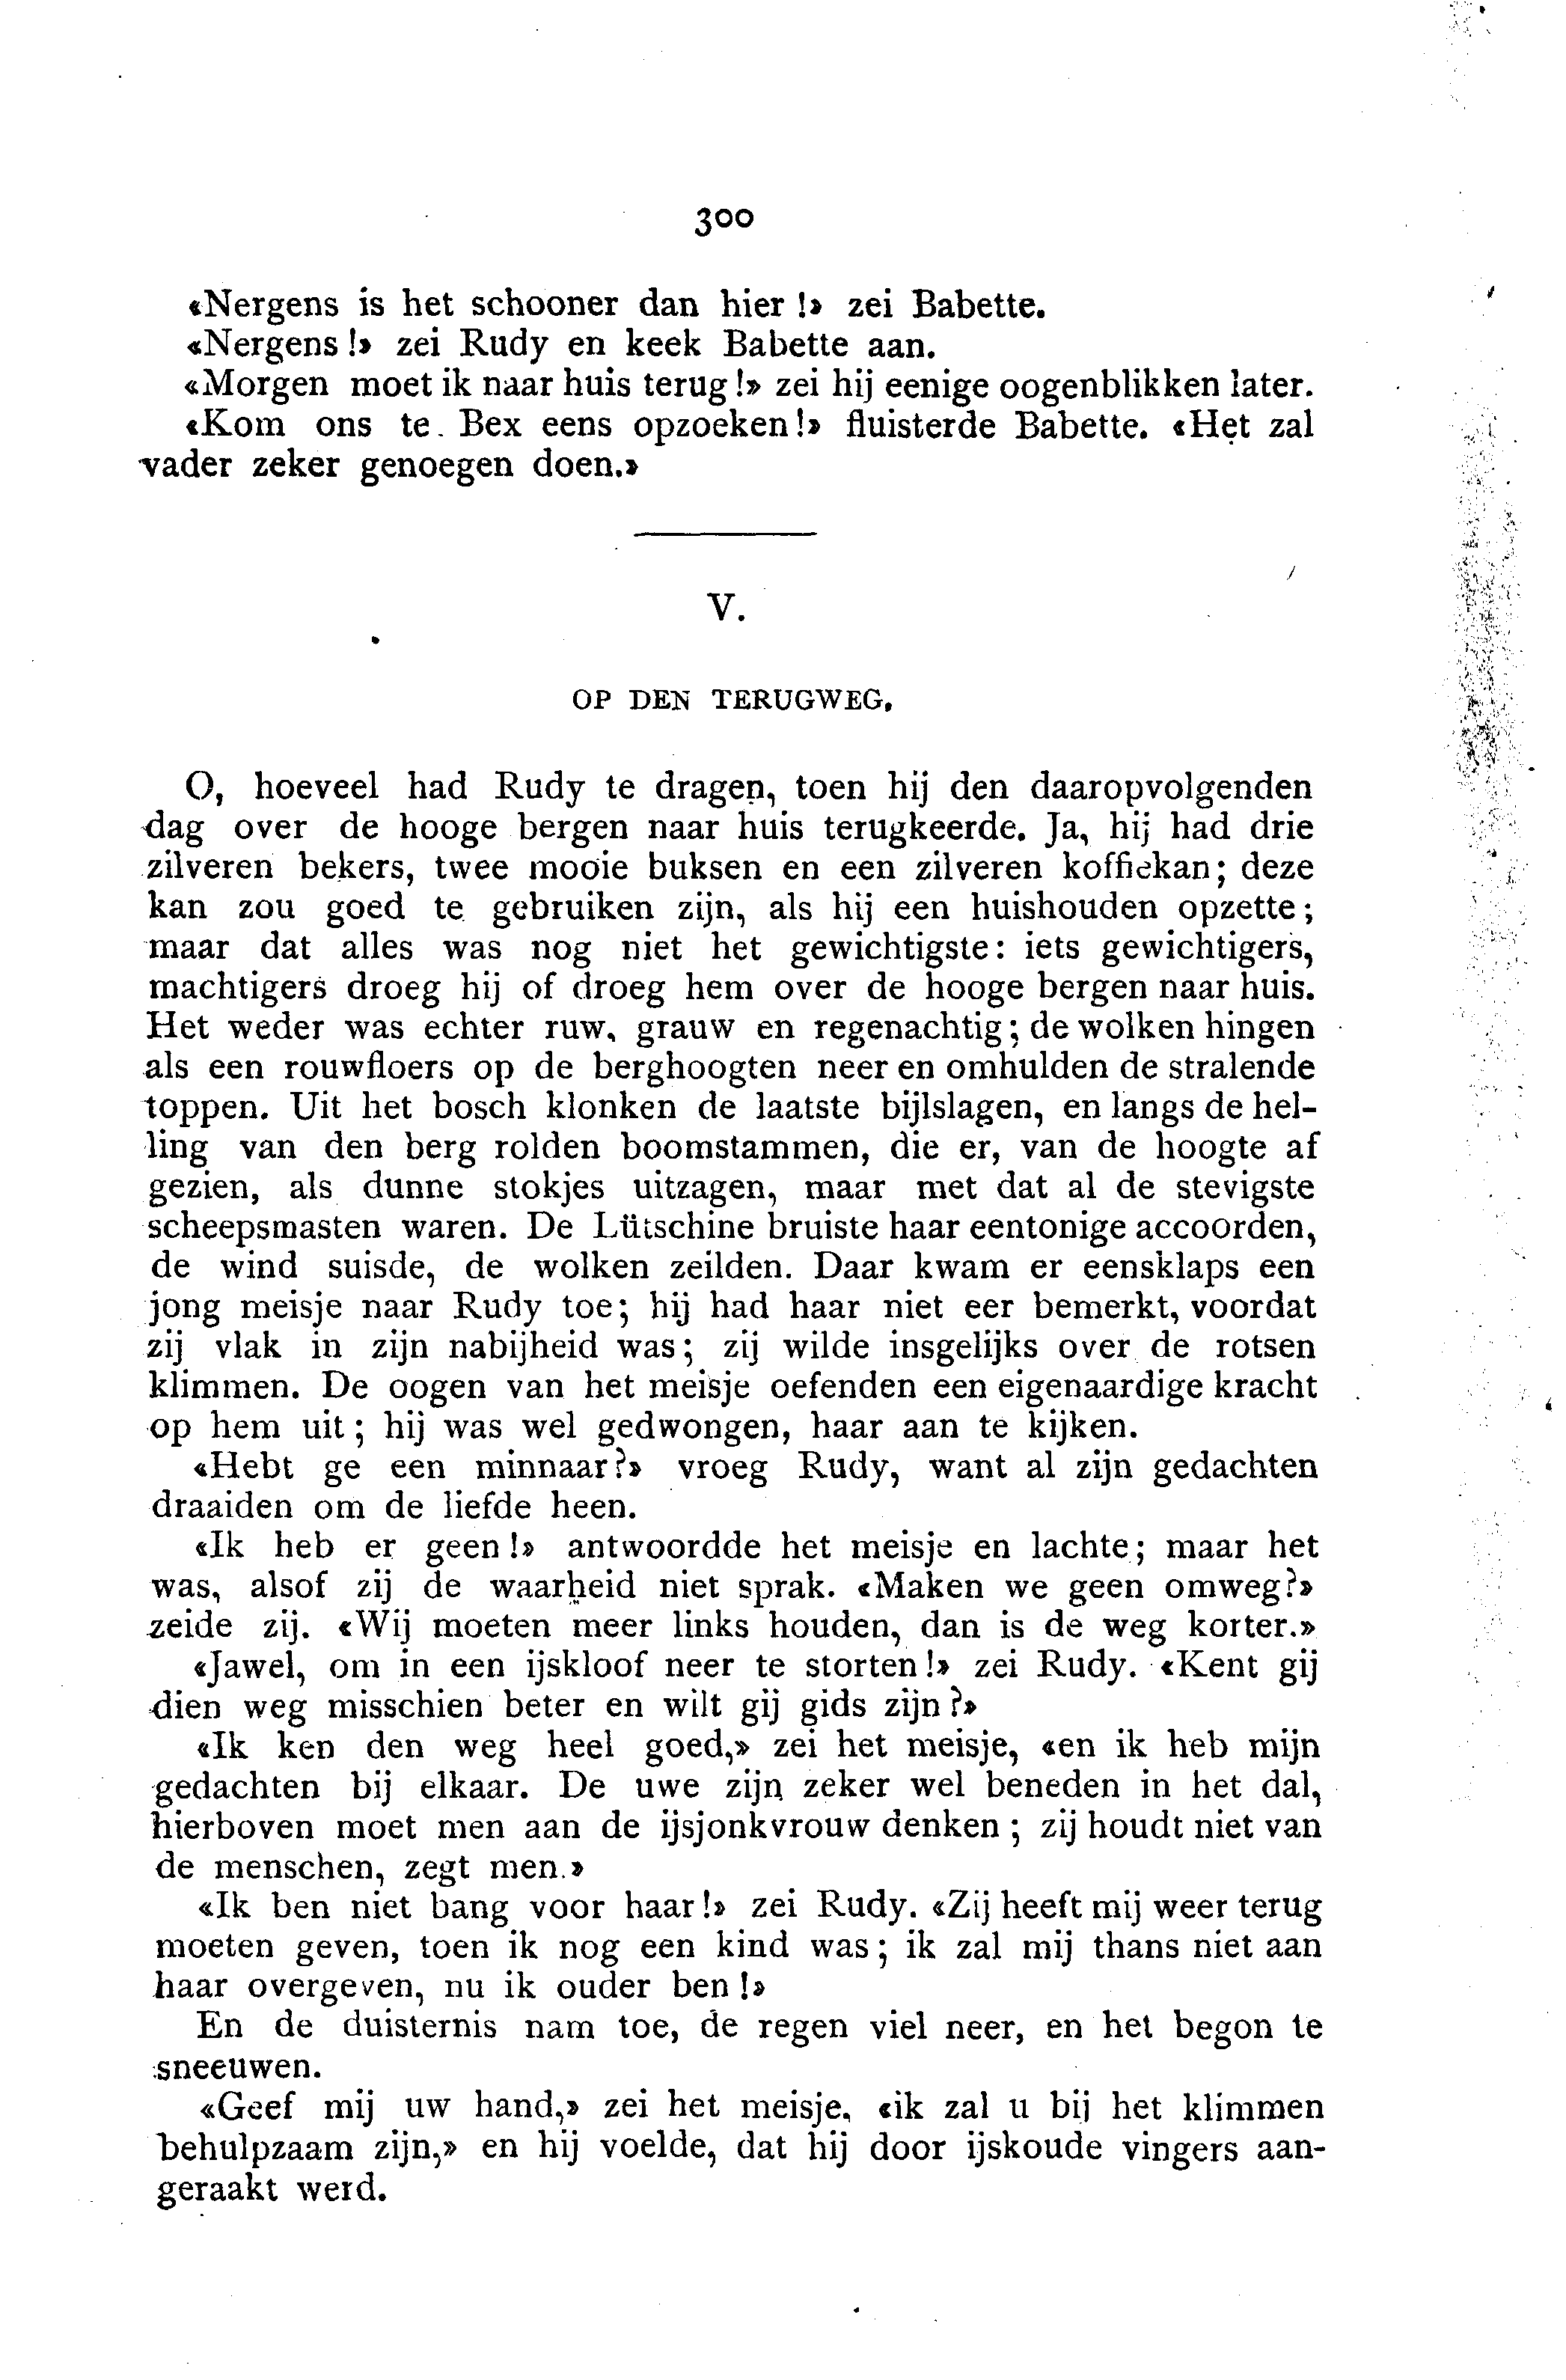 300
«Nergens is het schooner dan hier!» zei Babette.
«Nergens!» zei Rudy en keek Babette aan.
«Morgen moet ik naar huis terug!» zei hij eenige oogenblikken later.
«Kom ons te Bex eens opzoeken!» fluisterde Babette. «Het zal
vader zeker genoegen doen.»
V.
OP DEN TERUGWEG.
O, hoeveel had Rudy te dragen, toen hij den daaropvolgenden
dag over de hooge bergen naar huis terugkeerde. Ja, hij had drie
zilveren bekers, twee mooie buksen en een zilveren koffiekan; deze
kan zou goed te gebruiken zijn, als hij een huishouden opzette;
maar dat alles was nog niet het gewichtigste: iets gewichtigers,
machtigers droeg hij of droeg hem over de hooge bergen naar huis.
Het weder was echter ruw, grauw en regenachtig; de wolken hingen
als een rouwfloers op de berghoogten neer en omhulden de stralende
toppen. Uit het bosch klonken de laatste bijlslagen, en langs de hel-
ling van den berg rolden boomstammen, die er, van de hoogte af
gezien, als dunne stokjes uitzagen, maar met dat al de stevigste
scheepsmasten waren. De Lütschine bruiste haar eentonige accoorden,
de wind suisde, de wolken zeilden. Daar kwam er eensklaps een
jong meisje naar Rudy toe; hij had haar niet eer bemerkt, voordat
zij vlak in zijn nabijheid was; zij wilde insgelijks over de rotsen
klimmen. De oogen van het meisje oefenden een eigenaardige kracht
op hem uit; hij was wel gedwongen, haar aan te kijken.
«Hebt ge een minnaar?» vroeg Rudy, want al zijn gedachten
draaiden om de liefde heen.
«Ik heb er geen!» antwoordde het meisje en lachte; maar het
was, alsof zij de waarheid niet sprak. «Maken we geen omweg?»
zeide zij. «Wij moeten meer links houden, dan is de weg korter.»
«Jawel, om in een ijskloof neer te storten!» zei Rudy. «Kent gij
dien weg misschien beter en wilt gij gids zijn?»
«Ik ken den weg heel goed,» zei het meisje, «en ik heb mijn
gedachten bij elkaar. De uwe zijn zeker wel beneden in het dal,
hierboven moet men aan de ijsjonkvrouw denken; zij houdt niet van
de menschen, zegt men.»
«Ik ben niet bang voor haar!» zei Rudy. «Zij heeft mij weer terug
moeten geven, toen ik nog een kind was; ik zal mij thans niet aan
haar overgeven, nu ik ouder ben!»
En de duisternis nam toe, de regen viel neer, en het begon te
sneeuwen.
«Geef mij uw hand,» zei het meisje, «ik zal u bij het klimmen
behulpzaam zijn,» en hij voelde, dat hij door ijskoude vingers aan-
geraakt werd.